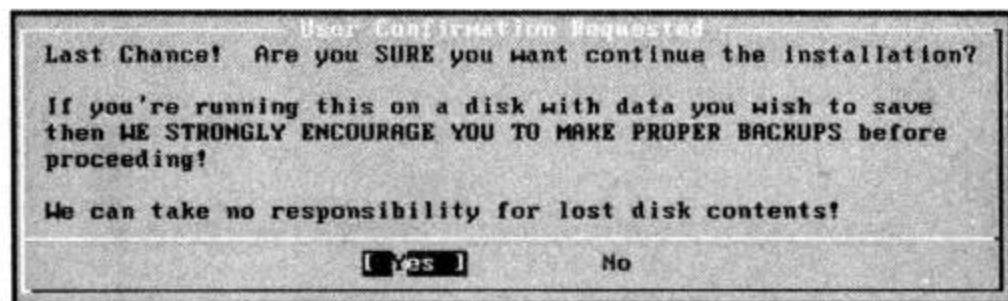 User Confirmation Requested
Last Chance! Are you SURE you want continue the installation?
If you're running this on a disk with data you wish to save
then WE STRONGLY ENCOURAGE YOU TO MAKE PROPER BACKUPS before
proceeding!
We can take no responsibility for lost disk contents!
[ Yes ] No